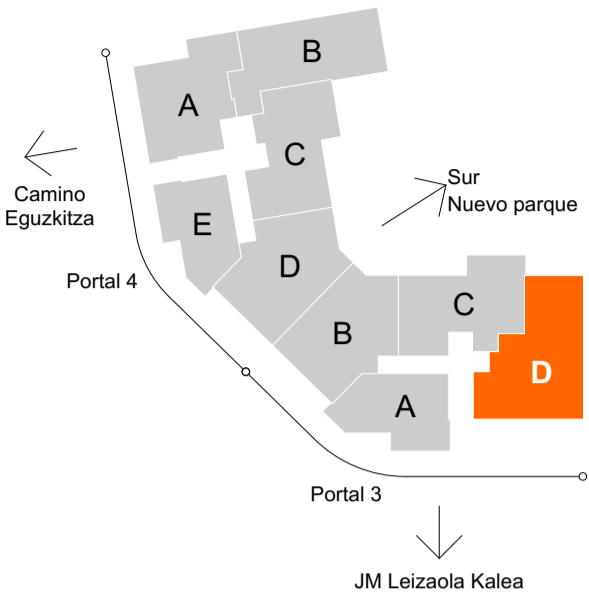 B
A
C
Sur
Nuevo parque
Camino
Eguzkitza
E
D
Portal 4
C
B
D
A
Portal 3
JM Leizaola Kalea